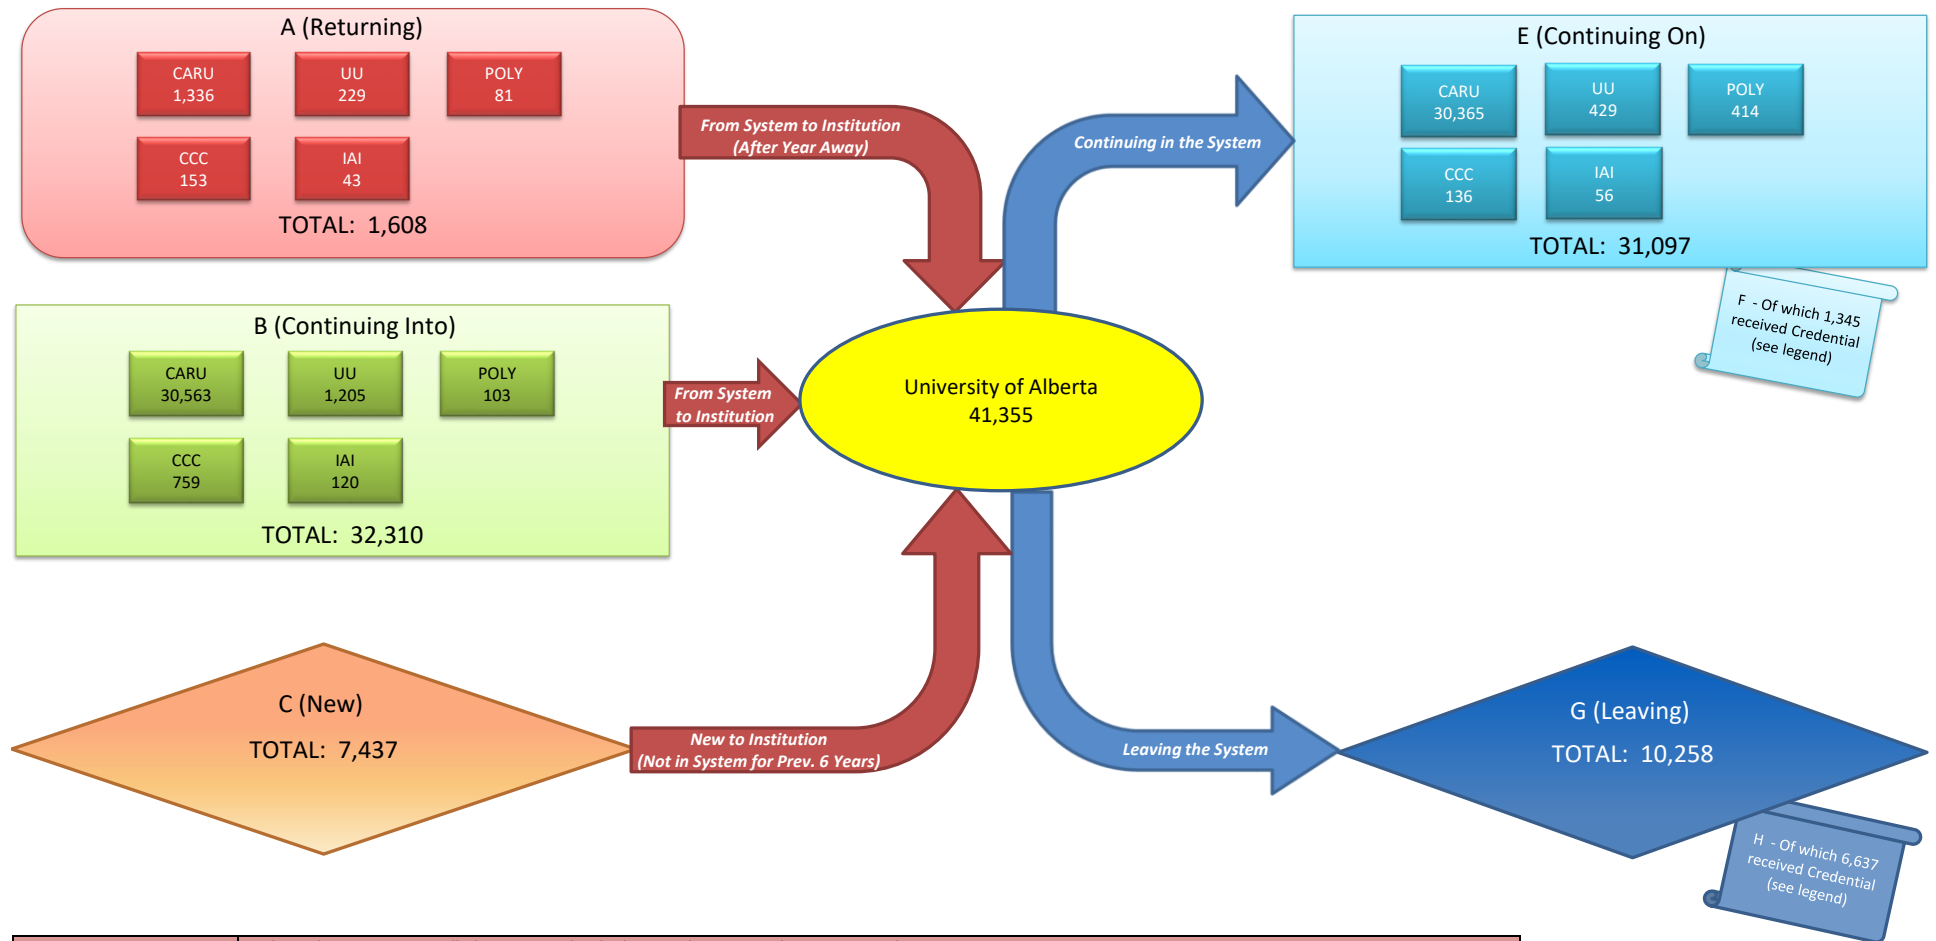 A (Returning)
CARU
1,336
UU
229
POLY
81
CCC
153
IAI
43
TOTAL: 1,608
From System to Institution
(After Year Away)
B (Continuing Into)
CARU
30,563
UU
1,205
POLY
103
CCC
759
IAI
120
TOTAL: 32,310
From System
to Institution
C (New)
TOTAL: 7,437
New to Institution
(Not in System for Prev. 6 Years)
University of Alberta
41,355
Continuing in the System
E (Continuing On)
CARU
30,365
UU
429
POLY
414
CCC
136
IAI
56
TOTAL: 31,097
F - Of which 1,345
received Credential
(see legend)
Leaving the System
G (Leaving)
TOTAL: 10,258
H - Of which 6,637
received Credential
(see legend)